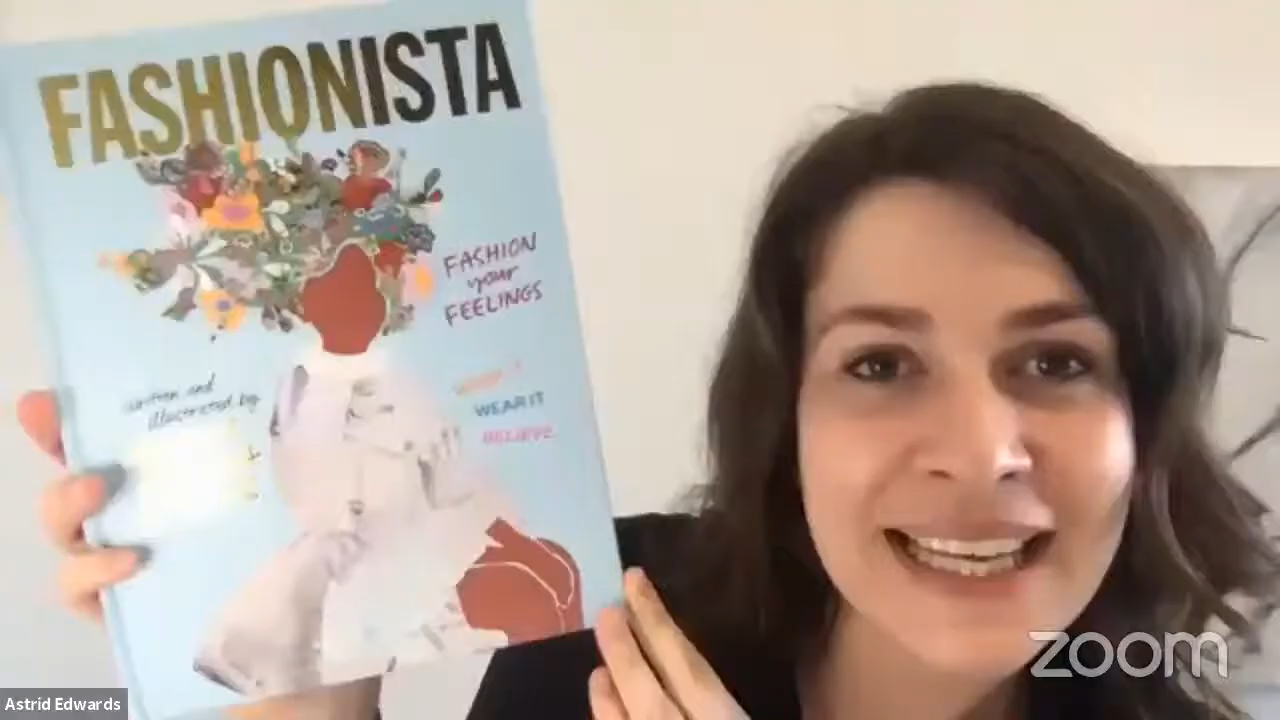 FASHIONISTA
FASHION
your
FEELINGS
written and
illustrated by
WEAR IT
BELIEVE
zoom
Astrid Edwards